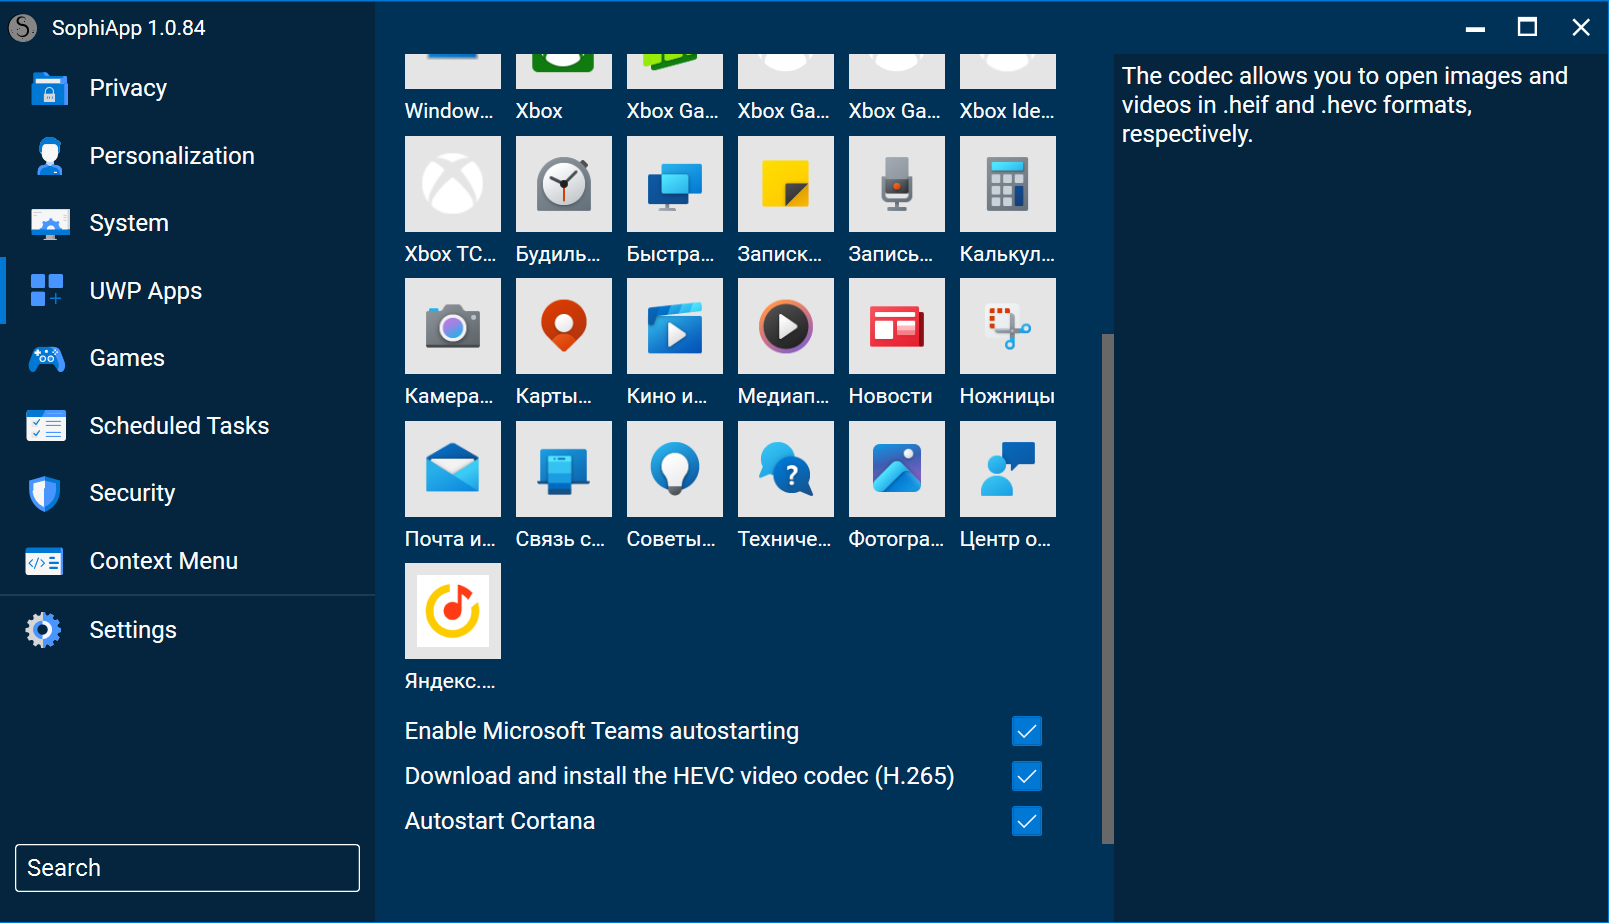 SophiApp 1.0.84
Privacy
Personalization
System
UWP Apps
Games
Scheduled Tasks
Security
Context Menu
Settings
Search
Window... Xbox Xbox Ga... Xbox Ga... Xbox Ga... Xbox Ide...
Xbox TC... Будиль... Быстра... Записк... Запись... Калькул...
Камера... Карты... Кино и... Медиап... Новости Ножницы
Почта и... Связь с... Советы... Техниче... Фотогра... Центр о...
Яндекс....
Enable Microsoft Teams autostarting
Download and install the HEVC video codec (H.265)
Autostart Cortana
The codec allows you to open images and
videos in .heif and .hevc formats,
respectively.